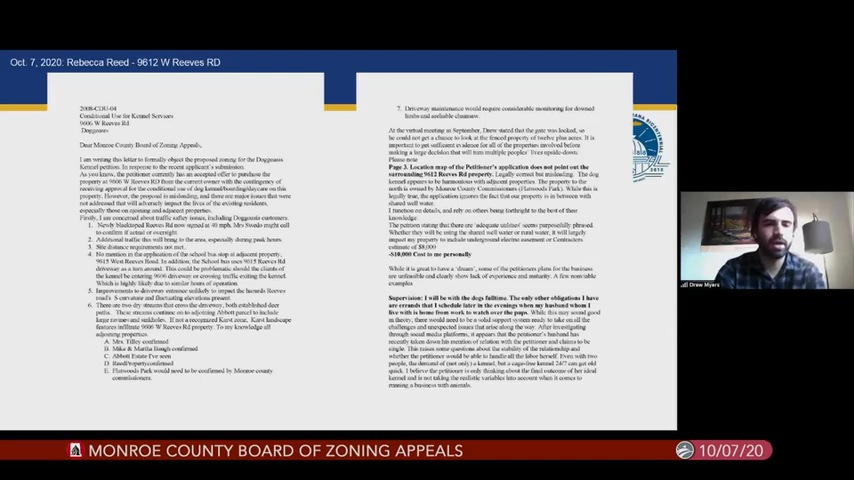 Oct. 7, 2020: Rebecca Reed - 9612 W Reeves RD
2008-CDU-04
Conditional Use for Kennel Services
9606 W Reeves Rd
Doggeass
Dear Monroe County Board of Zoning Appeals,
I am writing this letter to formally object the proposed zoning for the Doggeass
Kennel petition. In response to the recent applicant's submission.
As you know, the petitioner currently has an accepted offer to purchase the
property at 9606 W Reeves RD from the current owner with the contingency of
receiving approval for the conditional use of dog kennel/boarding/daycare on this
property. However, the proposal is misleading, and there are major issues that were
not addressed that will adversely impact the lives of the existing residents,
especially those on ajoining and adjacent properties.
Firstly, I am concerned about traffic safety issues, including Doggeass customers.
1. Newly blacktoped Reeves Rd now signed at 40 mph. Mrs Swedo might call
to confirm if actual or oversight
2. Additional traffic this will bring to the area, especially during peak hours
3. Site distance requirements not met.
4. No mention in the application of the school bus stop at adjacent property,
9615 West Reeves Road. In addition, the School bus uses 9615 Reeves Rd
driveway as a turn around. This could be problematic should the clients of
the kennel be entering 9606 driveway or crossing traffic exiting the kennel.
Which is highly likely due to similar hours of operation.
5. Improvements to driveway entrance unlikely to impact the hazards Reeves
road's S curvature and fluctuating elevations present.
6. There are two dry streams that cross the driveway, both established deer
paths. These streams continue on to adjoining Abbott parcel to include
large ravines and sinkholes. If not a recognized Karst zone, Karst landscape
features infiltrate 9606 W Reeves RD property. To my knowledge all
adjoining properties.
A. Mrs. Tilley confirmed
B. Mike & Martha Baugh confirmed
C. Abbott Estate I've seen
D. Reed/Property confirmed
E. Flatwoods Park would need to be confirmed by Monroe county
commissioners.
7. Driveway maintenance would require considerable monitoring for downed
limbs and seeable chainsaw.
At the virtual meeting in September, Drew stated that the gate was locked, so
he could not get a chance to look at the fenced property of twelve plus acres. It is
important to get sufficient evidence for all of the properties involved before
making a large decision that will turn multiple peoples' lives upside-down.
Please note
Page 3. Location map of the Petitioner's application does not point out the
surrounding 9612 Reeves Rd property. Legally correct but misleading. The dog
kennel appears to be harmonious with adjacent properties. The property to the
north is owned by Monroe County Commissioners (Flatwoods Park). While this is
legally true, the application ignores the fact that our property is in between with
shared well water.
I function on details, and rely on others being forthright to the best of their
knowledge.
The petition stating that there are 'adequate utilities' seems purposefully phrased.
Whether they will be using the shared well water or rural water, it will largely
impact my property to include underground electric easement or Contractors
estimate of $8,000
-$10,000 Cost to me personally
While it is great to have a 'dream', some of the petitioners plans for the business
are unfeasible and clearly show lack of experience and maturity. A few non
examples
Supervision: I will be with the dogs fulltime. The only other obligations I have
are errands that I schedule later in the evenings when my husband whom I
live with is home from work to watch over the pups. While this may sound good
in theory, there would need to be a solid support system ready to take on all the
challenges and unexpected issues that arise along the way. After investigating
through social media platforms, it appears that the petitioner's husband has
recently taken down his mention of relation with the petitioner and claims to be
single. This raises some questions about the stability of the relationship and
whether the petitioner would be able to handle all the labor herself. Even with two
people, the demand of (not only) a kennel, but a cage-free kennel 24/7 can get old
quick. I believe the petitioner is only thinking about the final outcome of her ideal
kennel and is not taking the realistic variables into account when it comes to
running a business with animals.
Drew Myers
MONROE COUNTY BOARD OF ZONING APPEALS
10/07/20